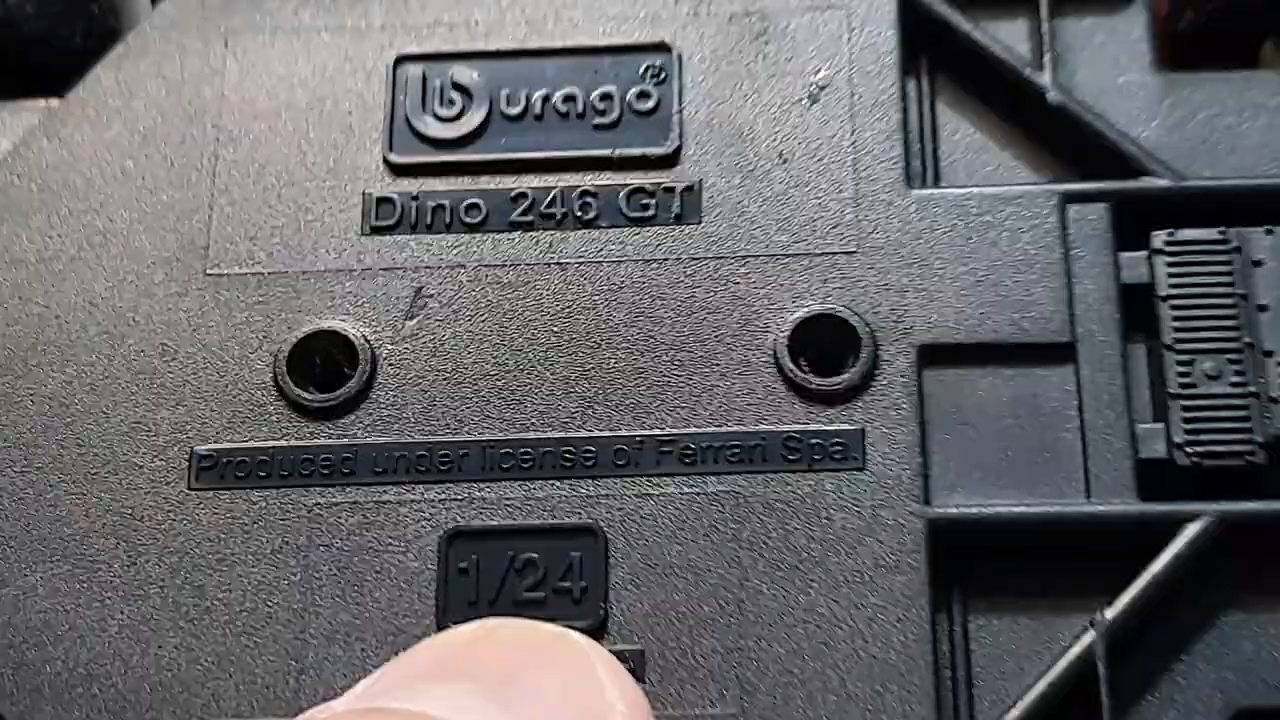 burago®
Dino 246 GT
Produced under license of Ferrari Spa.
1/24